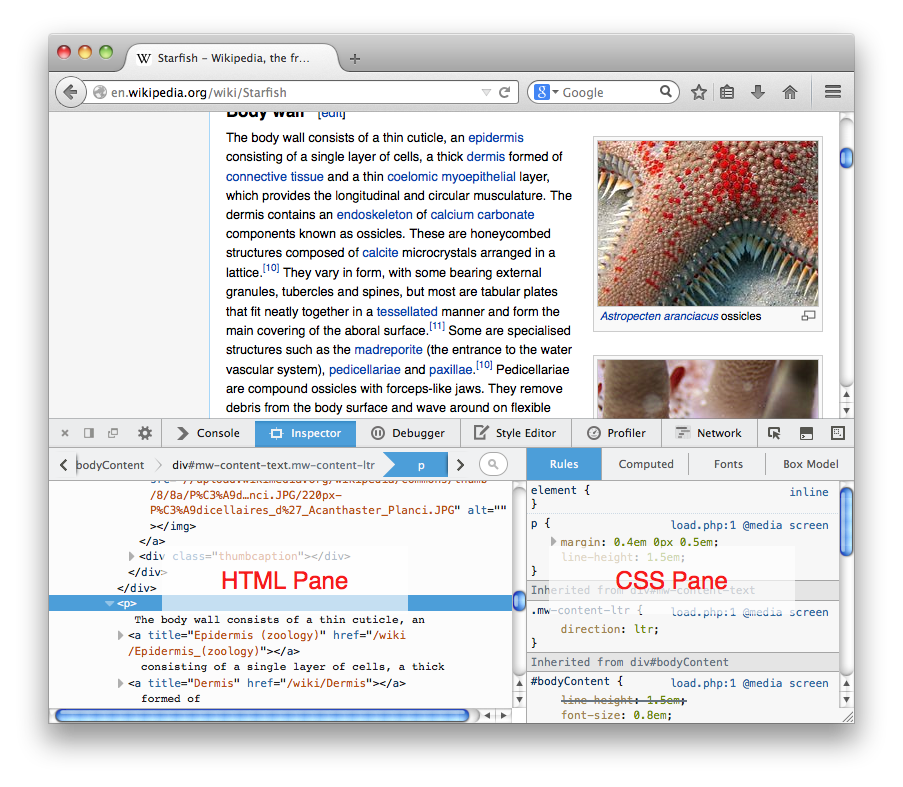 Starfish – Wikipedia, the fr…
en.wikipedia.org/wiki/Starfish
Google
Body wall [edit]
The body wall consists of a thin cuticle, an epidermis
consisting of a single layer of cells, a thick dermis formed of
connective tissue and a thin coelomic myoepithelial layer,
which provides the longitudinal and circular musculature. The
dermis contains an endoskeleton of calcium carbonate
components known as ossicles. These are honeycombed
structures composed of calcite microcrystals arranged in a
lattice.[10] They vary in form, with some bearing external
granules, tubercles and spines, but most are tabular plates
that fit neatly together in a tessellated manner and form the
main covering of the aboral surface.[11] Some are specialised
structures such as the madreporite (the entrance to the water
vascular system), pedicellariae and paxillae.[10] Pedicellariae
are compound ossicles with forceps-like jaws. They remove
debris from the body surface and wave around on flexible
Astropecten aranciacus ossicles
Console Inspector Debugger Style Editor Profiler Network
bodyContent div#mw-content-text.mw-content-ltr p
/8/8a/P%C3%A9d…nci.JPG/220px-
P%C3%A9dicellaires_d%27_Acanthaster_Planci.JPG" alt=""
></img>
</a>
<div class="thumbcaption"></div>
</div>
</div>
HTML Pane
<p>
The body wall consists of a thin cuticle, an
<a title="Epidermis (zoology)" href="/wiki
/Epidermis_(zoology)"></a>
consisting of a single layer of cells, a thick
<a title="Dermis" href="/wiki/Dermis"></a>
formed of
Rules Computed Fonts Box Model
element { inline
}
p { load.php:1 @media screen
margin: 0.4em 0px 0.5em;
line-height: 1.5em;
}
CSS Pane
Inherited from div#mw-content-text
.mw-content-ltr { load.php:1 @media screen
direction: ltr;
}
Inherited from div#bodyContent
#bodyContent { load.php:1 @media screen
line-height: 1.5em;
font-size: 0.8em;